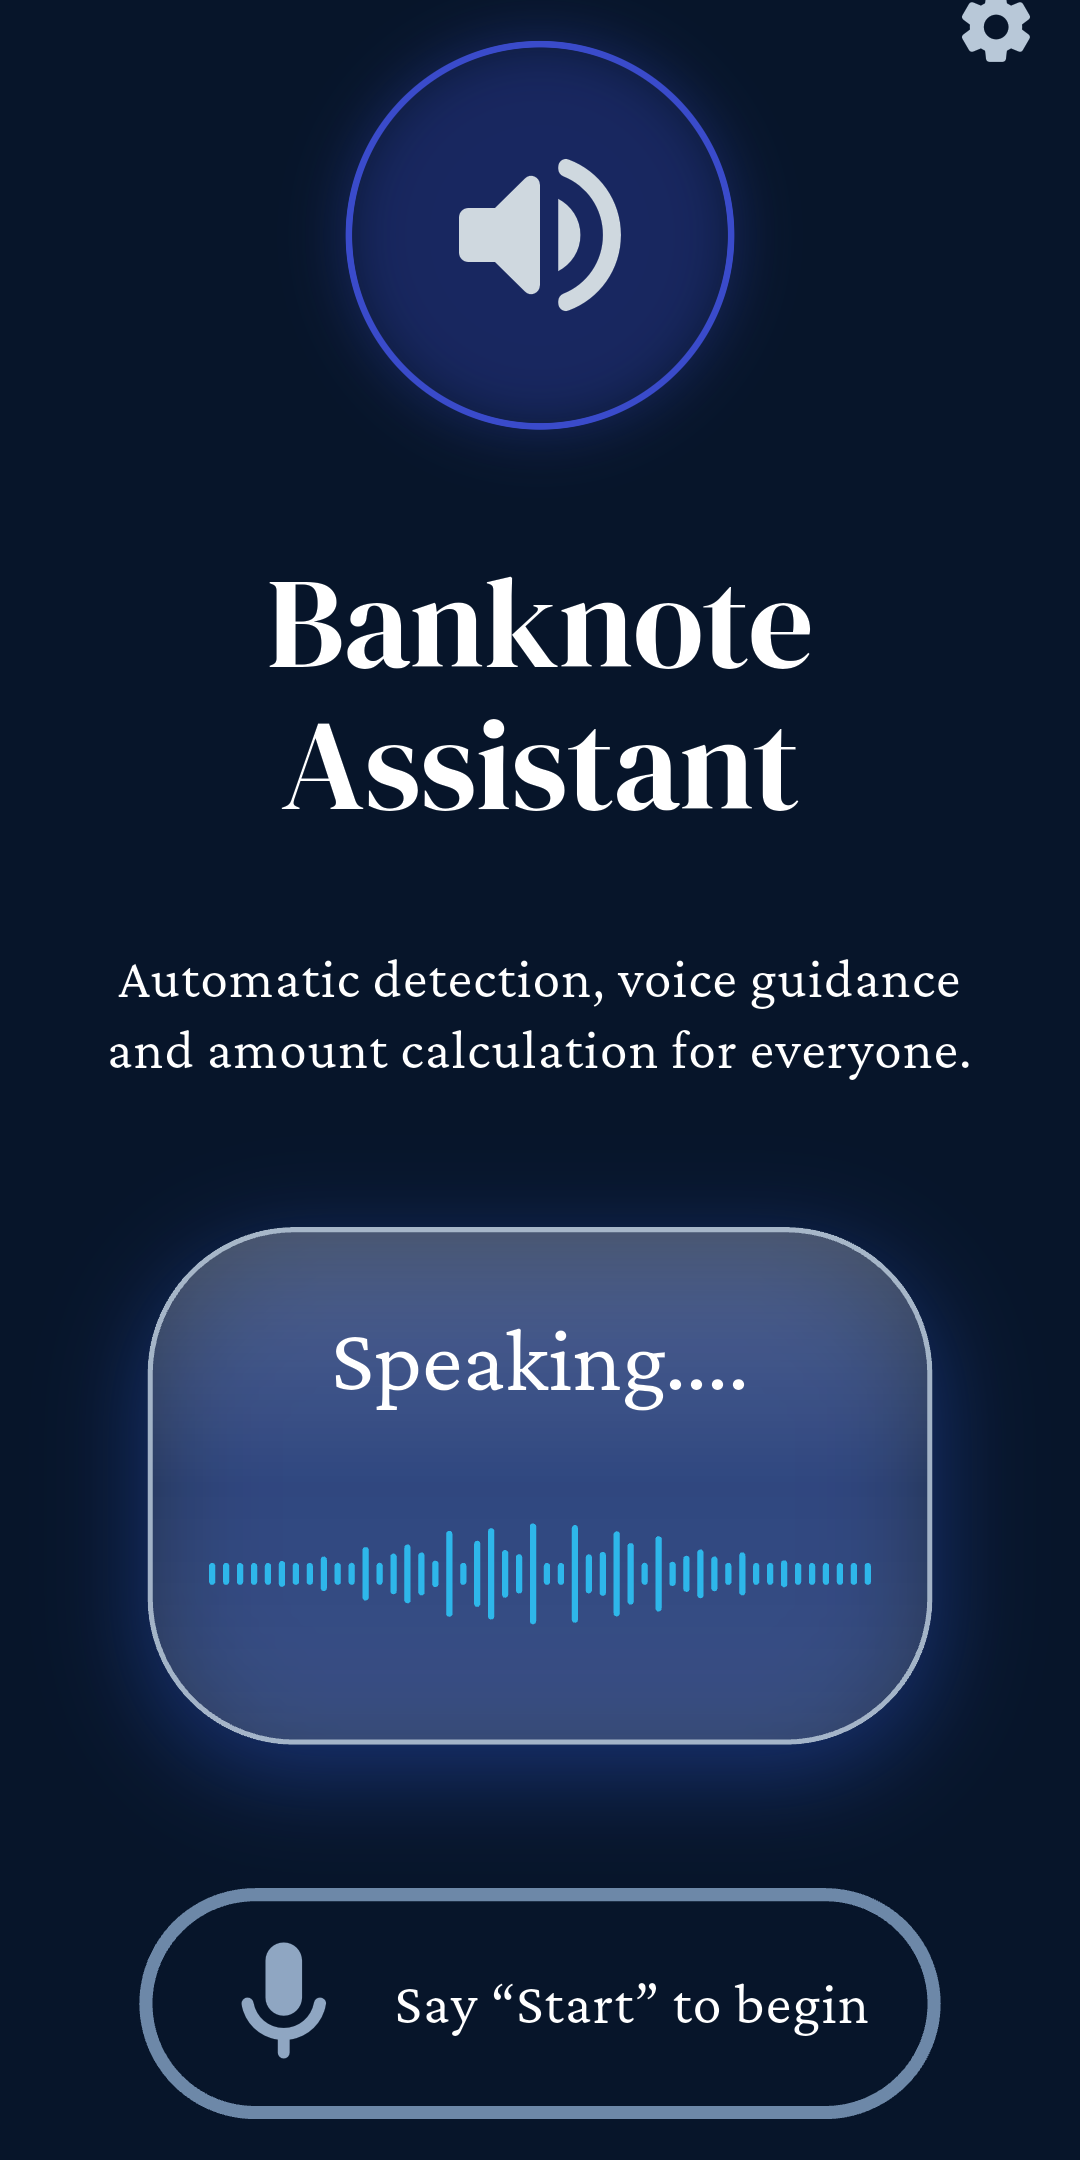 Banknote
Assistant
Automatic detection, voice guidance
and amount calculation for everyone.
Speaking....
Say “Start” to begin